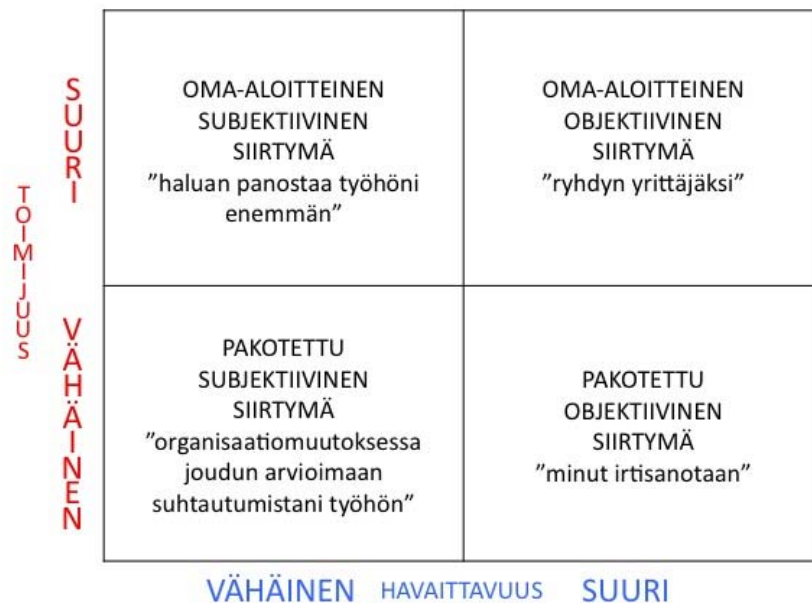 TOIMIJUUS
SUURI
OMA-ALOITTEINEN
SUBJEKTIIVINEN
SIIRTYMÄ
”haluan panostaa työhöni
enemmän”
OMA-ALOITTEINEN
OBJEKTIIVINEN
SIIRTYMÄ
”ryhdyn yrittäjäksi”
VÄHÄINEN
PAKOTETTU
SUBJEKTIIVINEN
SIIRTYMÄ
”organisaatiomuutoksessa
joudun arvioimaan
suhtautumistani työhön”
PAKOTETTU
OBJEKTIIVINEN
SIIRTYMÄ
”minut irtisanotaan”
VÄHÄINEN HAVAITTAVUUS SUURI